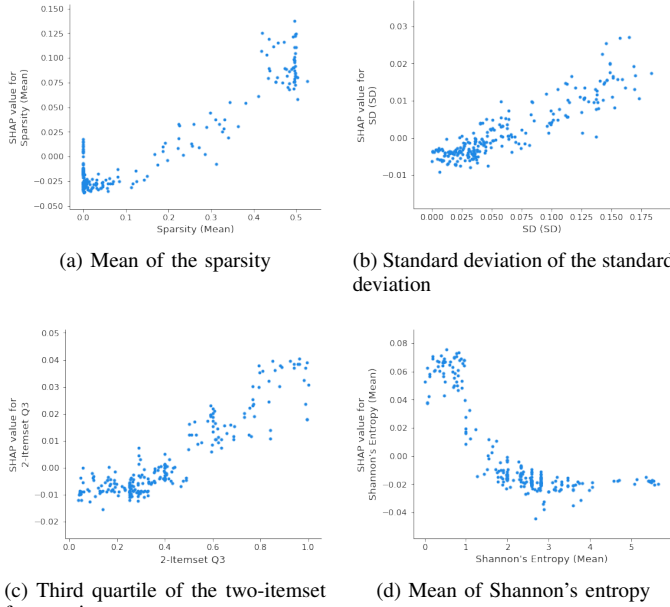 0.150
0.125
0.100
0.075
0.050
0.025
0.000
−0.025
−0.050
SHAP value for
Sparsity (Mean)
0.0 0.1 0.2 0.3 0.4 0.5
Sparsity (Mean)
(a) Mean of the sparsity
0.03
0.02
0.01
0.00
−0.01
SHAP value for
SD (SD)
0.000 0.025 0.050 0.075 0.100 0.125 0.150 0.175
SD (SD)
(b) Standard deviation of the standard
deviation
0.05
0.04
0.03
0.02
0.01
0.00
−0.01
−0.02
SHAP value for
2-Itemset Q3
0.0 0.2 0.4 0.6 0.8 1.0
2-Itemset Q3
(c) Third quartile of the two-itemset
0.08
0.06
0.04
0.02
0.00
−0.02
−0.04
SHAP value for
Shannon's Entropy (Mean)
0 1 2 3 4 5
Shannon's Entropy (Mean)
(d) Mean of Shannon's entropy